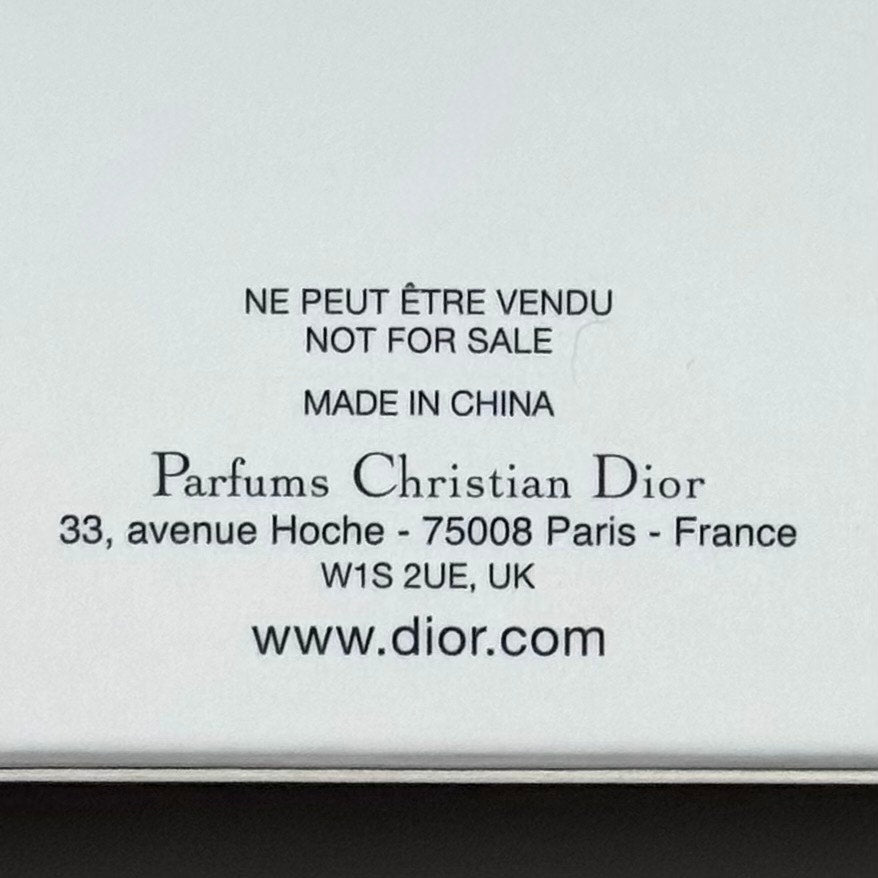 NE PEUT ÊTRE VENDU
NOT FOR SALE
MADE IN CHINA
Parfums Christian Dior
33, avenue Hoche - 75008 Paris - France
W1S 2UE, UK
www.dior.com